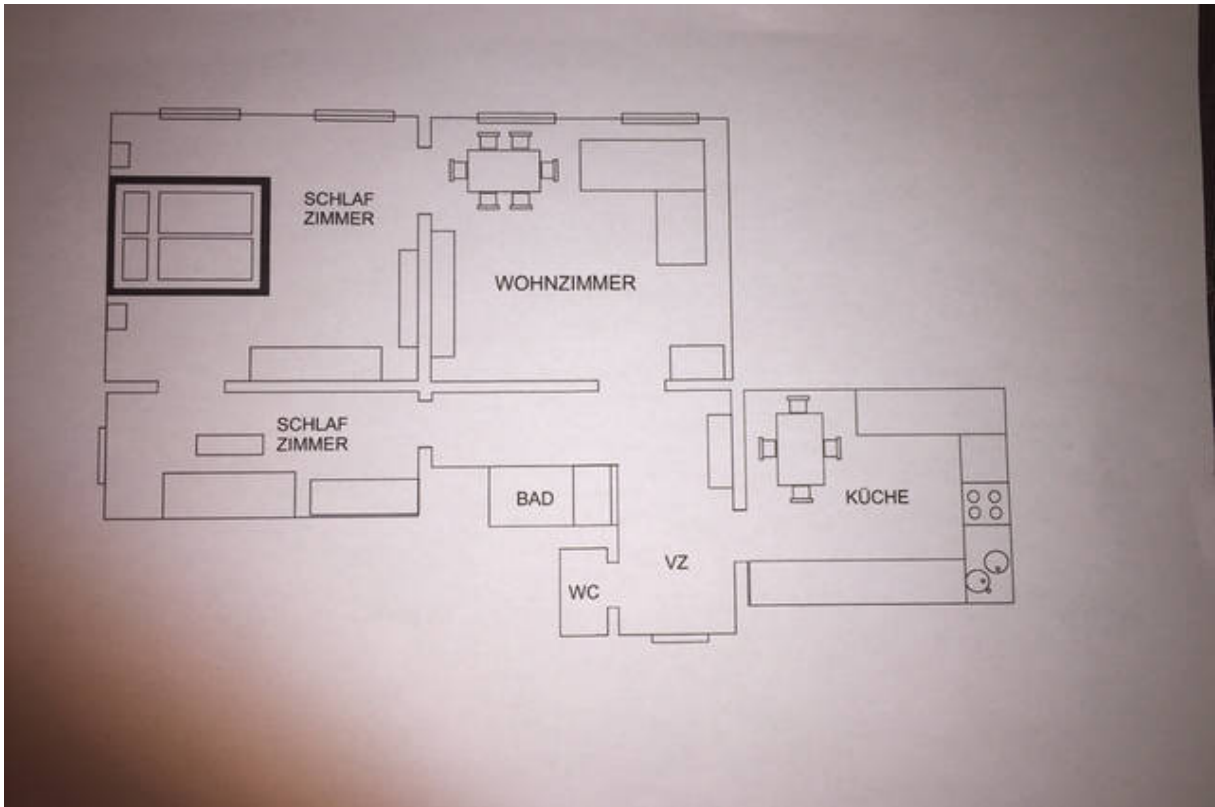 SCHLAF
ZIMMER
WOHNZIMMER
SCHLAF
ZIMMER
BAD
KÜCHE
VZ
WC